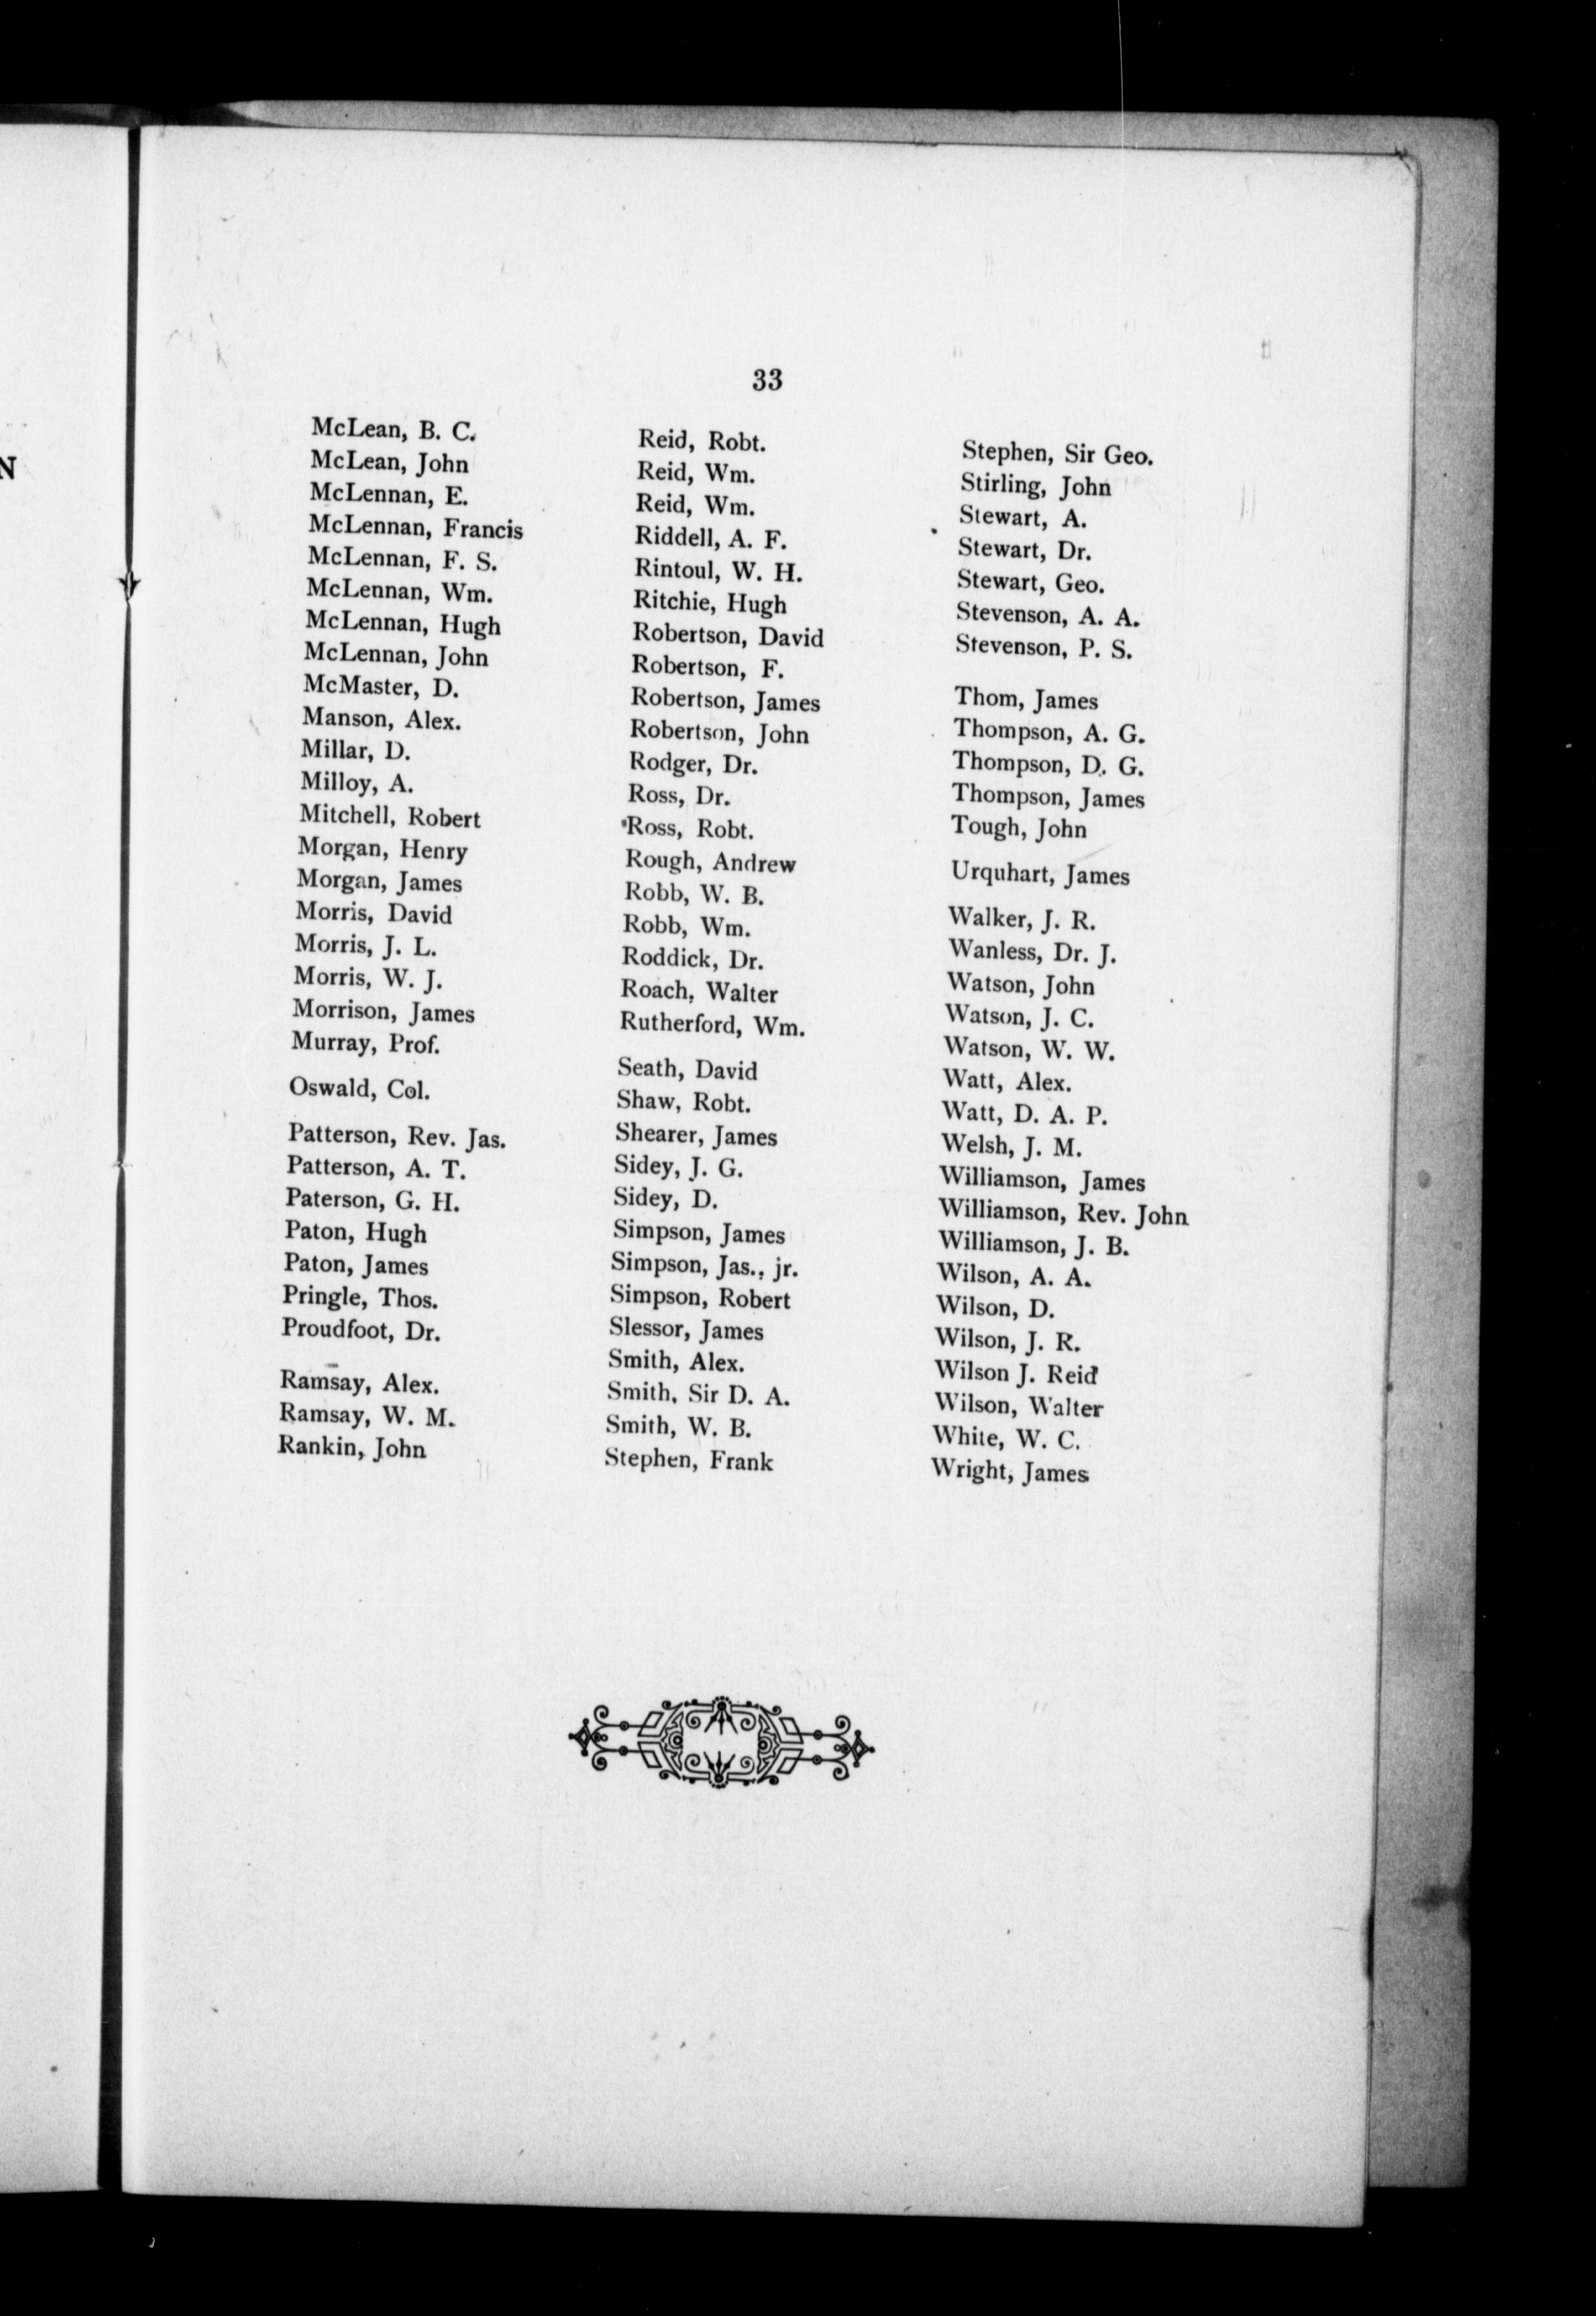 N
33
McLean, B. C.
McLean, John
McLennan, E.
McLennan, Francis
McLennan, F. S.
McLennan, Wm.
McLennan, Hugh
McLennan, John
McMaster, D.
Manson, Alex.
Millar, D.
Milloy, A.
Mitchell, Robert
Morgan, Henry
Morgan, James
Morris, David
Morris, J. L.
Morris, W. J.
Morrison, James
Murray, Prof.
Oswald, Col.
Patterson, Rev. Jas.
Patterson, A. T.
Paterson, G. H.
Paton, Hugh
Paton, James
Pringle, Thos.
Proudfoot, Dr.
Ramsay, Alex.
Ramsay, W. M.
Rankin, John
Reid, Robt.
Reid, Wm.
Reid, Wm.
Riddell, A. F.
Rintoul, W. H.
Ritchie, Hugh
Robertson, David
Robertson, F.
Robertson, James
Robertson, John
Rodger, Dr.
Ross, Dr.
Ross, Robt.
Rough, Andrew
Robb, W. B.
Robb, Wm.
Roddick, Dr.
Roach, Walter
Rutherford, Wm.
Seath, David
Shaw, Robt.
Shearer, James
Sidey, J. G.
Sidey, D.
Simpson, James
Simpson, Jas., jr.
Simpson, Robert
Slessor, James
Smith, Alex.
Smith, Sir D. A.
Smith, W. B.
Stephen, Frank
Stephen, Sir Geo.
Stirling, John
Stewart, A.
Stewart, Dr.
Stewart, Geo.
Stevenson, A. A.
Stevenson, P. S.
Thom, James
Thompson, A. G.
Thompson, D. G.
Thompson, James
Tough, John
Urquhart, James
Walker, J. R.
Wanless, Dr. J.
Watson, John
Watson, J. C.
Watson, W. W.
Watt, Alex.
Watt, D. A. P.
Welsh, J. M.
Williamson, James
Williamson, Rev. John
Williamson, J. B.
Wilson, A. A.
Wilson, D.
Wilson, J. R.
Wilson J. Reid
Wilson, Walter
White, W. C.
Wright, James